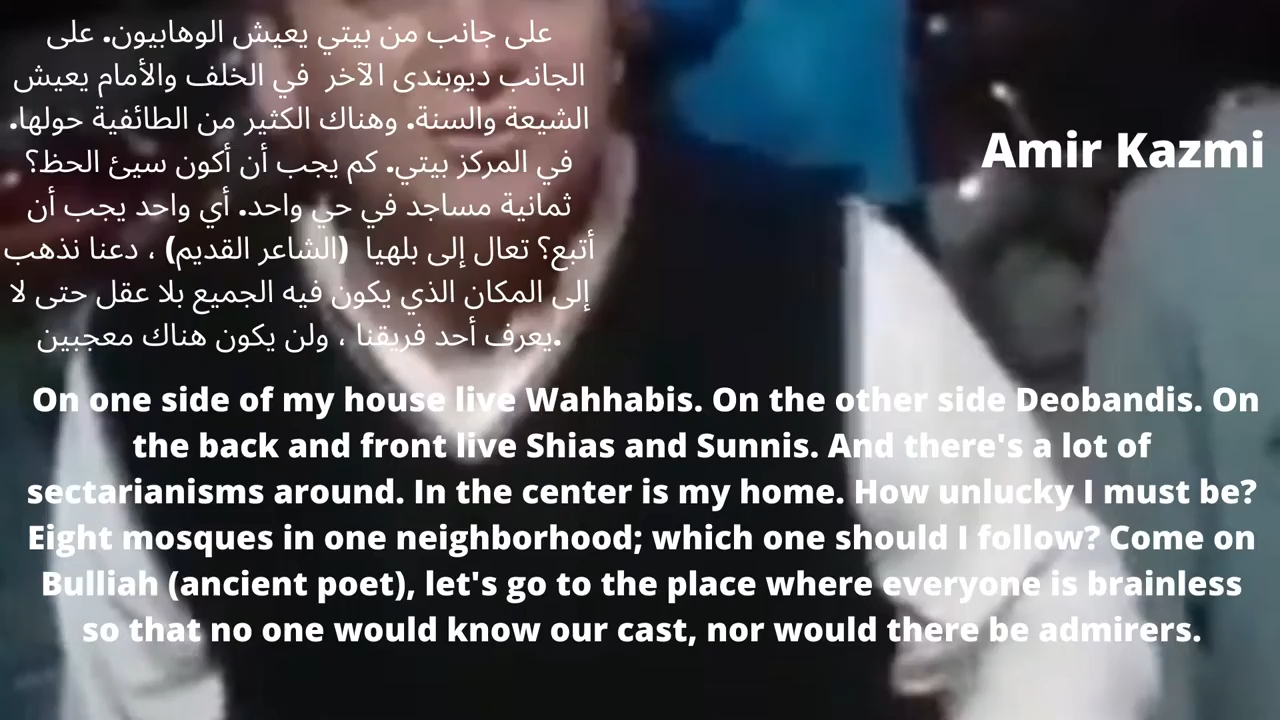 على جانب من بيتي يعيش الوهابيون. على
الجانب ديوبندى الآخر في الخلف والأمام يعيش
الشيعة والسنة. وهناك الكثير من الطائفية حولها.
في المركز بيتي. كم يجب أن أكون سيئ الحظ؟
ثمانية مساجد في حي واحد. أي واحد يجب أن
أتبع؟ تعال إلى بلهيا (الشاعر القديم) ، دعنا نذهب
إلى المكان الذي يكون فيه الجميع بلا عقل حتى لا
.يعرف أحد فريقنا ، ولن يكون هناك معجبين
Amir Kazmi
On one side of my house live Wahhabis. On the other side Deobandis. On
the back and front live Shias and Sunnis. And there's a lot of
sectarianisms around. In the center is my home. How unlucky I must be?
Eight mosques in one neighborhood; which one should I follow? Come on
Bulliah (ancient poet), let's go to the place where everyone is brainless
so that no one would know our cast, nor would there be admirers.